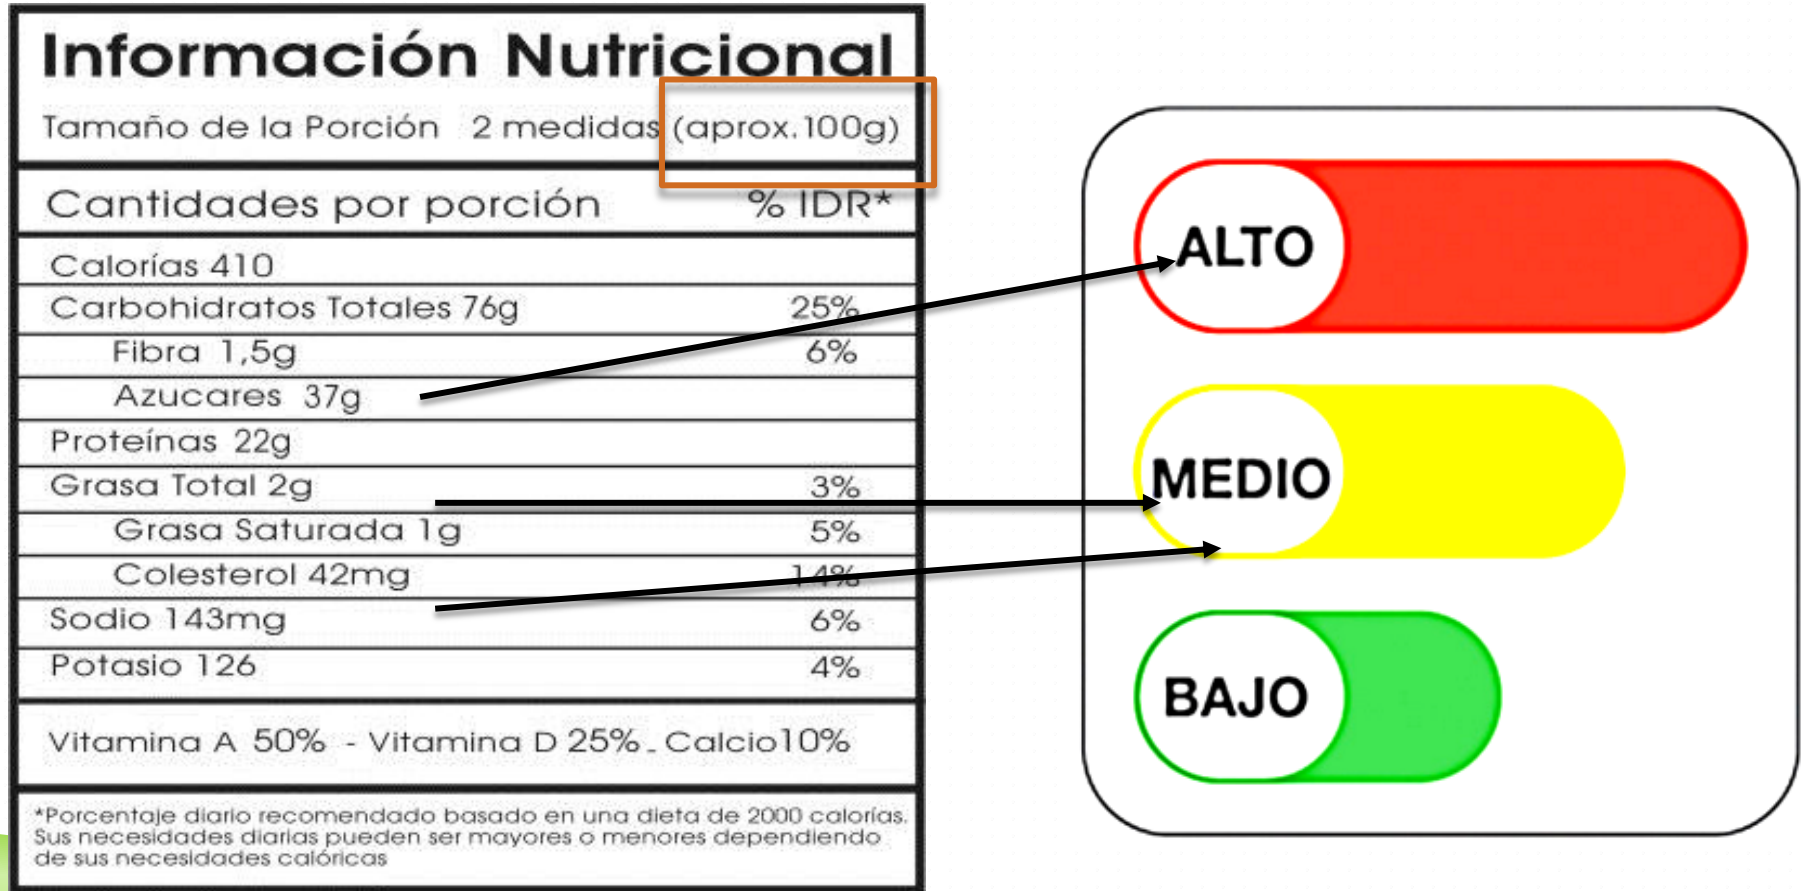 Información Nutricional
Tamaño de la Porción 2 medidas (aprox.100g)
Cantidades por porción % IDR*
Calorías 410
Carbohidratos Totales 76g 25%
Fibra 1,5g 6%
Azucares 37g
Proteínas 22g
Grasa Total 2g 3%
Grasa Saturada 1g 5%
Colesterol 42mg 14%
Sodio 143mg 6%
Potasio 126 4%
Vitamina A 50% - Vitamina D 25% - Calcio10%
*Porcentaje diario recomendado basado en una dieta de 2000 calorías.
Sus necesidades diarias pueden ser mayores o menores dependiendo
de sus necesidades calóricas
ALTO
MEDIO
BAJO